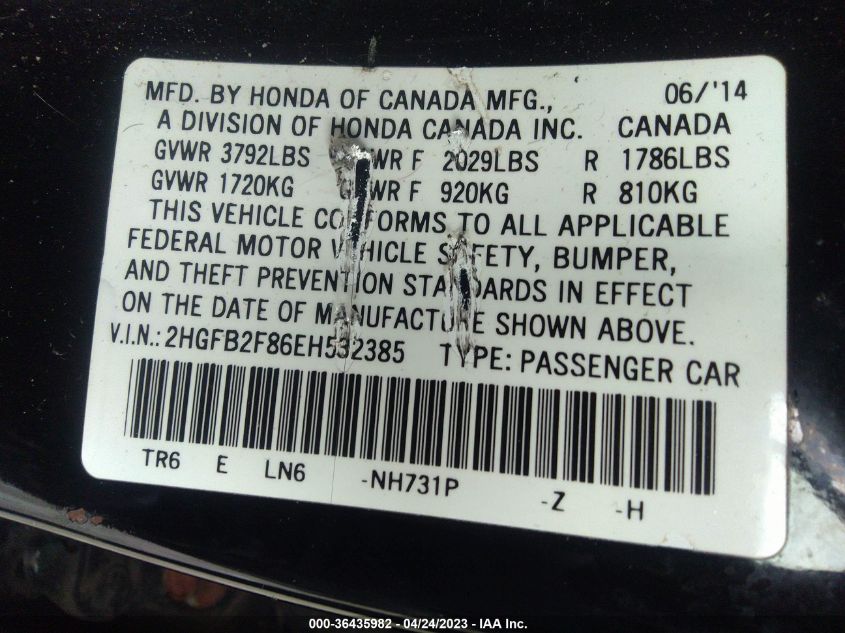 MFD. BY HONDA OF CANADA MFG., 06/'14
A DIVISION OF HONDA CANADA INC. CANADA
GVWR 3792LBS GAWR F 2029LBS R 1786LBS
GVWR 1720KG GAWR F 920KG R 810KG
THIS VEHICLE CONFORMS TO ALL APPLICABLE
FEDERAL MOTOR VEHICLE SAFETY, BUMPER,
AND THEFT PREVENTION STANDARDS IN EFFECT
ON THE DATE OF MANUFACTURE SHOWN ABOVE.
V.I.N.: 2HGFB2F86EH532385 TYPE: PASSENGER CAR
TR6 E LN6 -NH731P -Z -H
000-36435982 - 04/24/2023 - IAA Inc.